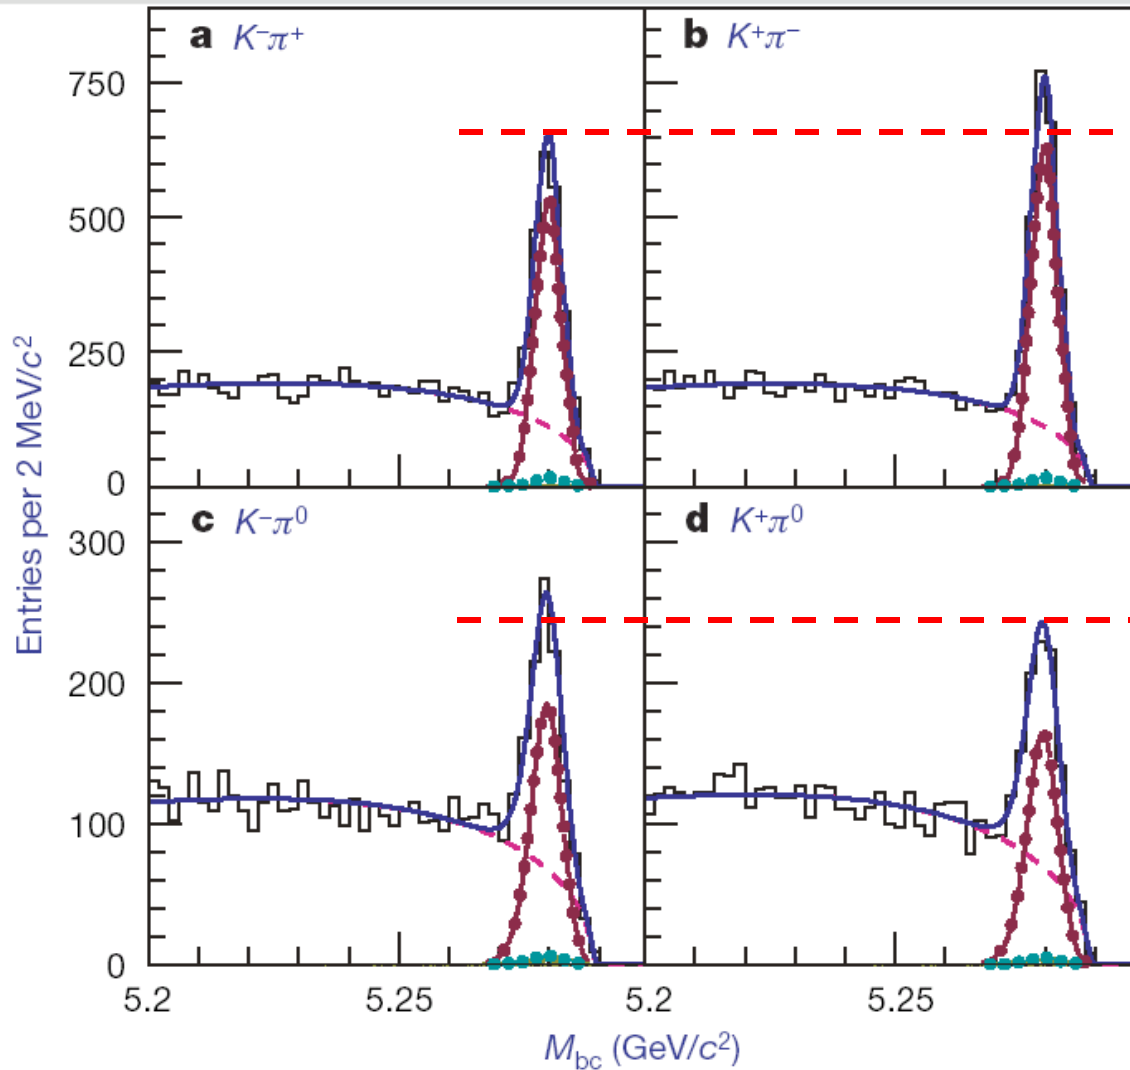 a K⁻π⁺
b K⁺π⁻
750
500
250
0
c K⁻π⁰
d K⁺π⁰
300
200
100
0
5.2
5.25
5.2
5.25
Entries per 2 MeV/c²
M_bc (GeV/c²)